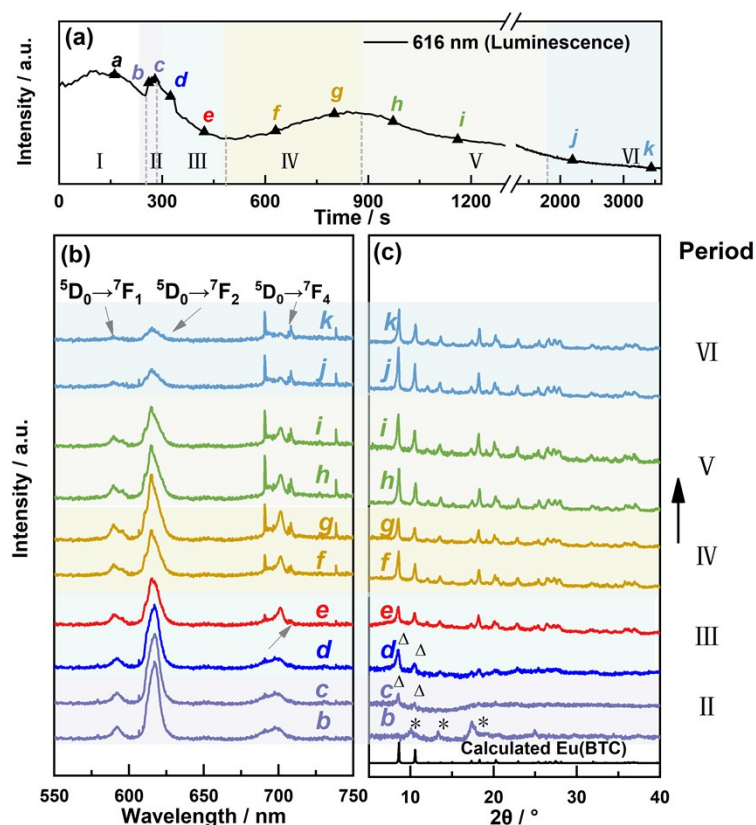 (a)
616 nm (Luminescence)
a
b
c
d
e
f
g
h
i
j
k
I
II
III
IV
V
VI
Intensity / a.u.
0
300
600
900
1200
2000
3000
Time / s
(b)
(c)
Period
⁵D₀→⁷F₁
⁵D₀→⁷F₂
⁵D₀→⁷F₄
k
k
VI
j
j
i
i
V
h
h
g
g
IV
f
f
e
e
III
d
Δ
Δ
d
Δ
Δ
c
c
II
b
b
*
*
*
Calculated Eu(BTC)
Intensity / a.u.
550
600
650
700
750
10
20
30
40
Wavelength / nm
2θ / °